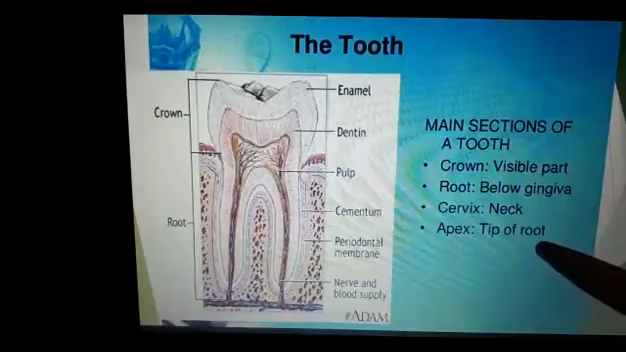 The Tooth
Crown
Root
Enamel
Dentin
Pulp
Cementum
Periodontal
membrane
Nerve and
blood supply
ADAM
MAIN SECTIONS OF
A TOOTH
• Crown: Visible part
• Root: Below gingiva
• Cervix: Neck
• Apex: Tip of root